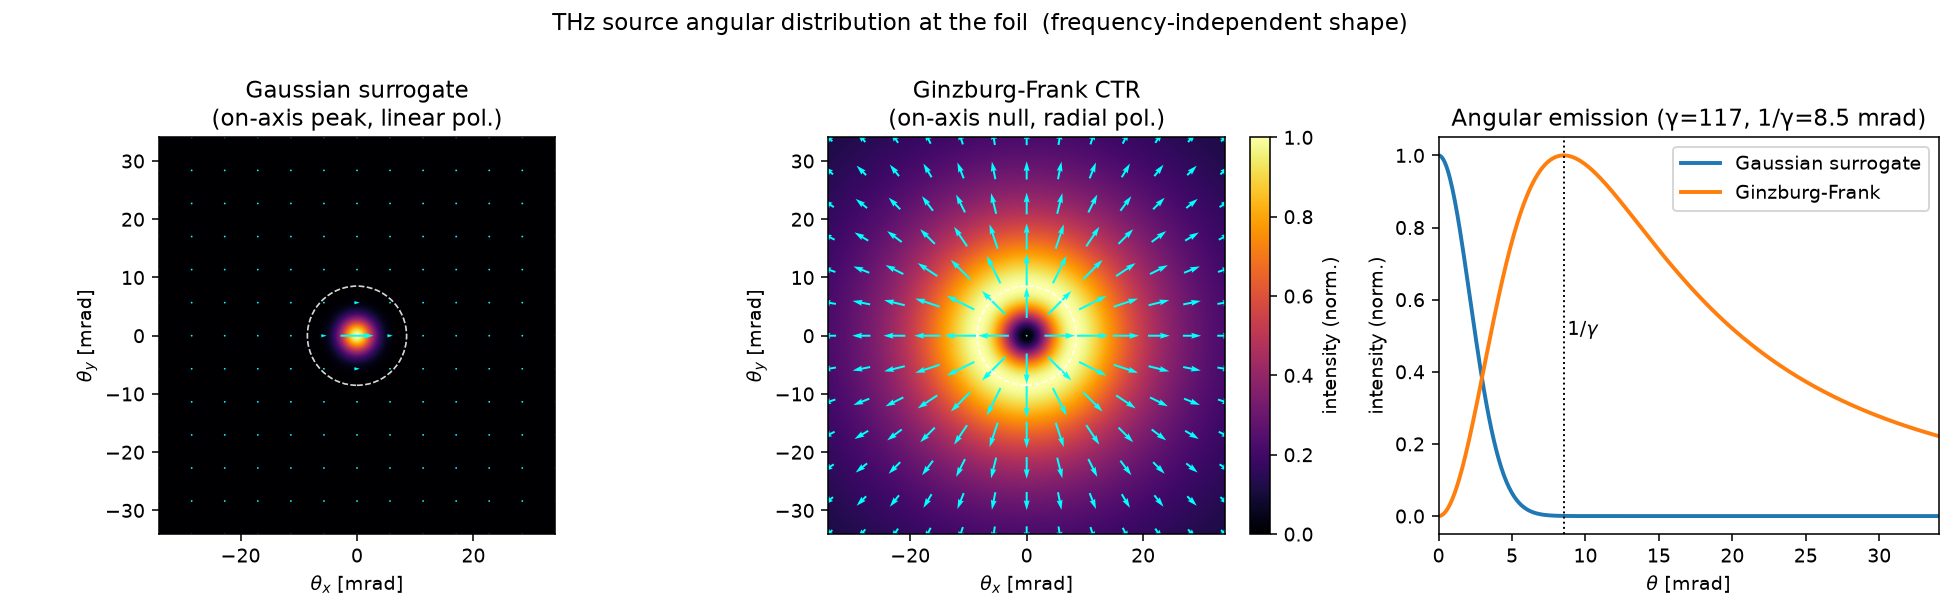 THz source angular distribution at the foil  (frequency-independent shape)
Gaussian surrogate
(on-axis peak, linear pol.)
θy [mrad]
30
20
10
0
−10
−20
−30
−20
0
20
θx [mrad]
Ginzburg-Frank CTR
(on-axis null, radial pol.)
θy [mrad]
30
20
10
0
−10
−20
−30
−20
0
20
θx [mrad]
1.0
0.8
0.6
0.4
0.2
0.0
intensity (norm.)
Angular emission (γ=117, 1/γ=8.5 mrad)
intensity (norm.)
1.0
0.8
0.6
0.4
0.2
0.0
Gaussian surrogate
Ginzburg-Frank
1/γ
0
5
10
15
20
25
30
θ [mrad]